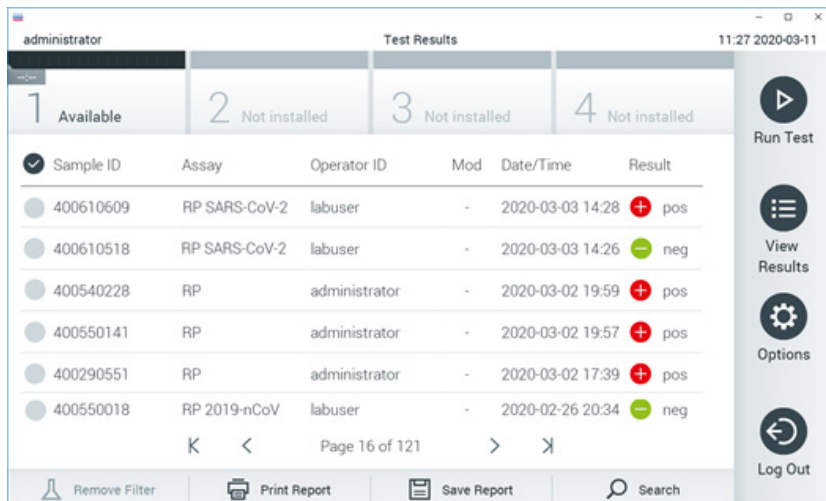 administrator Test Results 11:27 2020-03-11
--:--
1 Available 2 Not installed 3 Not installed 4 Not installed
Run Test
Sample ID Assay Operator ID Mod Date/Time Result
400610609 RP SARS-CoV-2 labuser - 2020-03-03 14:28 pos
400610518 RP SARS-CoV-2 labuser - 2020-03-03 14:26 neg
View
Results
400540228 RP administrator - 2020-03-02 19:59 pos
400550141 RP administrator - 2020-03-02 19:57 pos
Options
400290551 RP administrator - 2020-03-02 17:39 pos
400550018 RP 2019-nCoV labuser - 2020-02-26 20:34 neg
Page 16 of 121
Log Out
Remove Filter Print Report Save Report Search